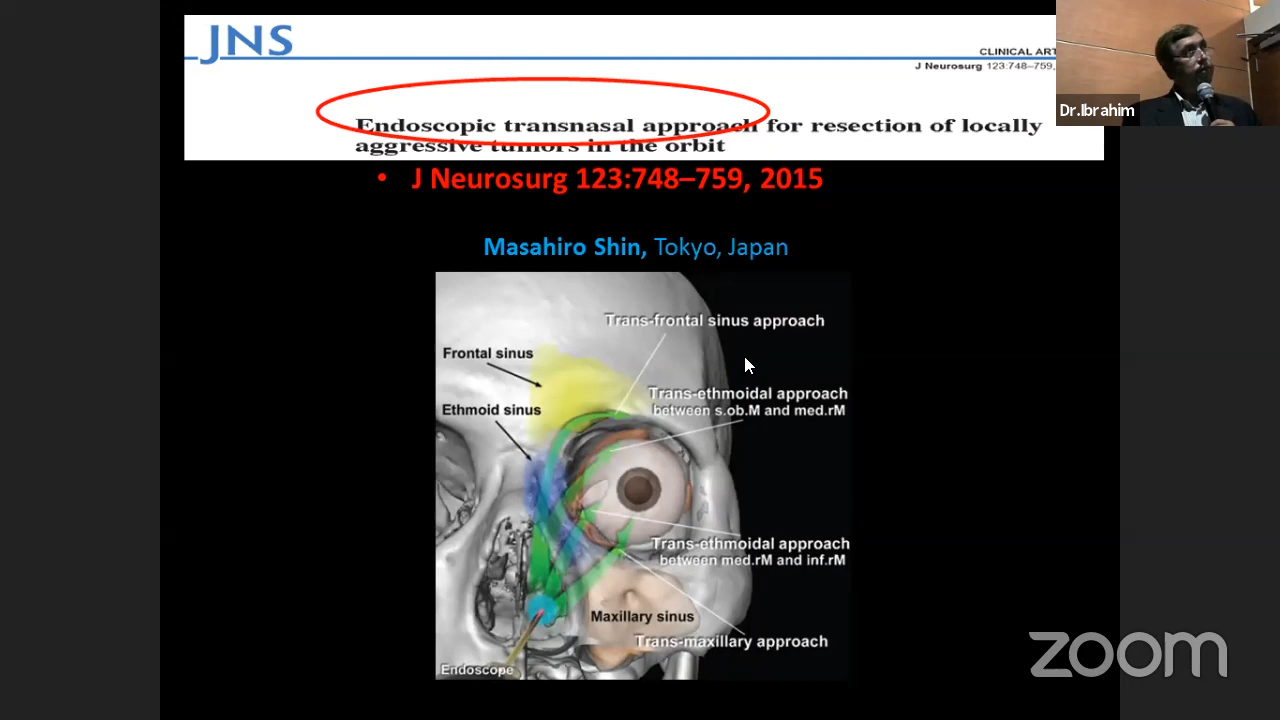 JNS
CLINICAL ART
J Neurosurg 123:748–759,
Endoscopic transnasal approach for resection of locally
aggressive tumors in the orbit
• J Neurosurg 123:748–759, 2015
Masahiro Shin, Tokyo, Japan
Trans-frontal sinus approach
Frontal sinus
Trans-ethmoidal approach
between s.ob.M and med.rM
Ethmoid sinus
Trans-ethmoidal approach
between med.rM and inf.rM
Maxillary sinus
Trans-maxillary approach
Endoscope
Dr.Ibrahim
zoom